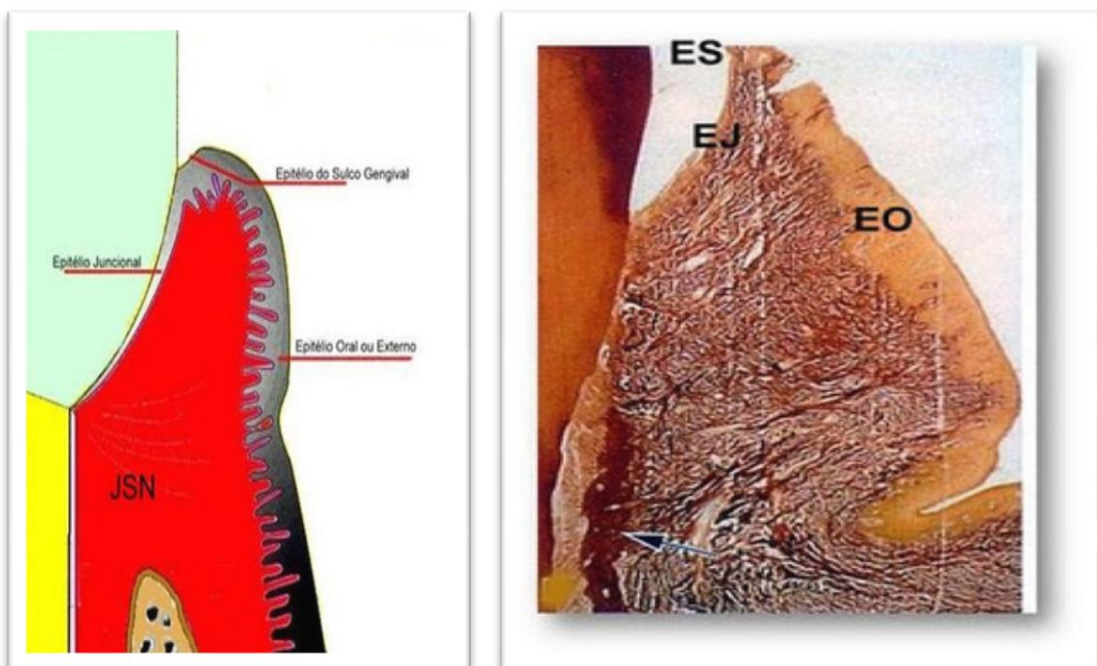 Epitélio do Sulco Gengival
Epitélio Juncional
Epitélio Oral ou Externo
JSN
ES
EJ
EO